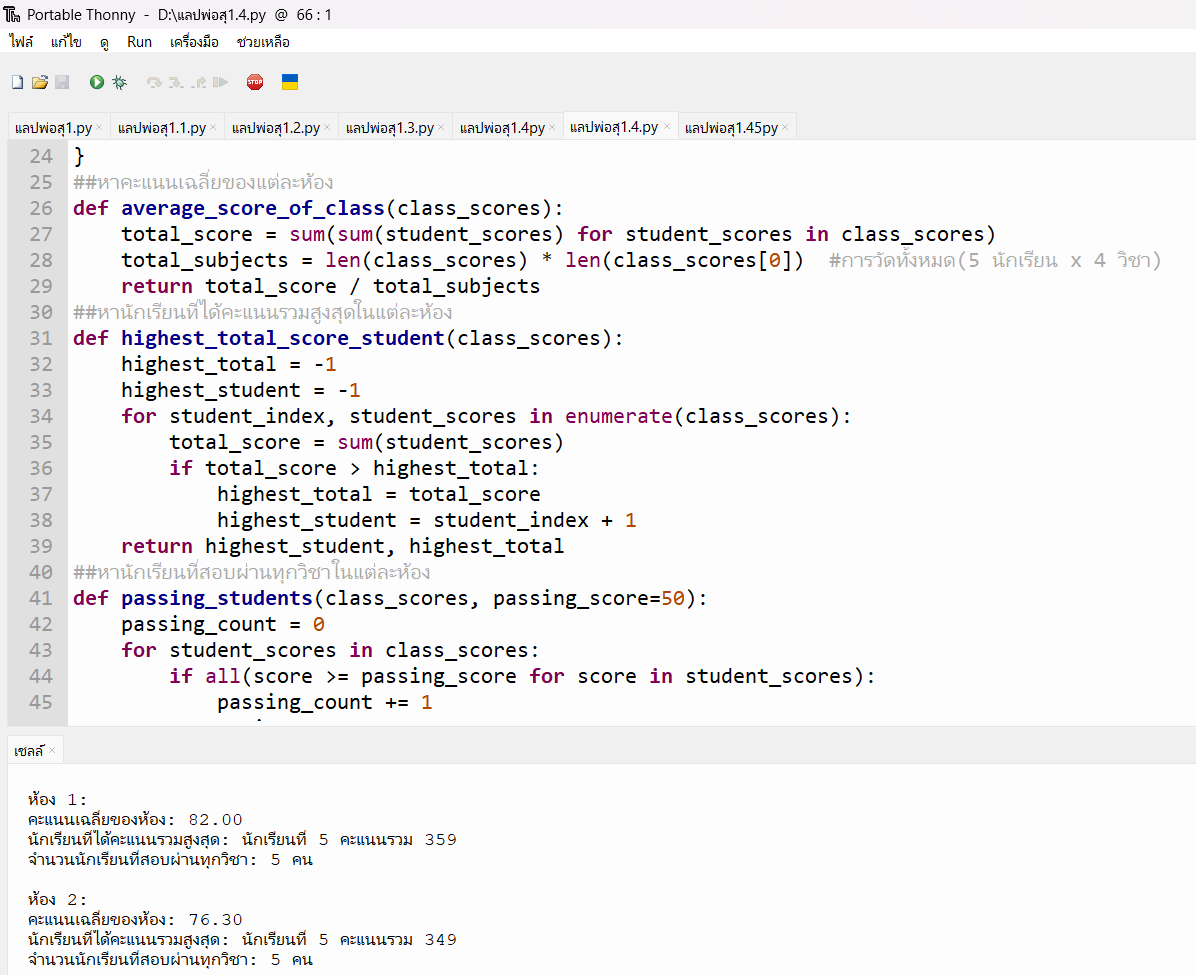 Portable Thonny - D:\แลปพ่อสุ1.4.py @ 66 : 1
ไฟล์ แก้ไข ดู Run เครื่องมือ ช่วยเหลือ
STOP
แลปพ่อสุ1.py × แลปพ่อสุ1.1.py × แลปพ่อสุ1.2.py × แลปพ่อสุ1.3.py × แลปพ่อสุ1.4py × แลปพ่อสุ1.4.py × แลปพ่อสุ1.45py ×
24 }
25 ##หาคะแนนเฉลี่ยของแต่ละห้อง
26 def average_score_of_class(class_scores):
27     total_score = sum(sum(student_scores) for student_scores in class_scores)
28     total_subjects = len(class_scores) * len(class_scores[0])  #การวัดทั้งหมด(5 นักเรียน x 4 วิชา)
29     return total_score / total_subjects
30 ##หานักเรียนที่ได้คะแนนรวมสูงสุดในแต่ละห้อง
31 def highest_total_score_student(class_scores):
32     highest_total = -1
33     highest_student = -1
34     for student_index, student_scores in enumerate(class_scores):
35         total_score = sum(student_scores)
36         if total_score > highest_total:
37             highest_total = total_score
38             highest_student = student_index + 1
39     return highest_student, highest_total
40 ##หานักเรียนที่สอบผ่านทุกวิชาในแต่ละห้อง
41 def passing_students(class_scores, passing_score=50):
42     passing_count = 0
43     for student_scores in class_scores:
44         if all(score >= passing_score for score in student_scores):
45             passing_count += 1
เชลล์ ×
ห้อง 1:
คะแนนเฉลี่ยของห้อง: 82.00
นักเรียนที่ได้คะแนนรวมสูงสุด: นักเรียนที่ 5 คะแนนรวม 359
จำนวนนักเรียนที่สอบผ่านทุกวิชา: 5 คน
ห้อง 2:
คะแนนเฉลี่ยของห้อง: 76.30
นักเรียนที่ได้คะแนนรวมสูงสุด: นักเรียนที่ 5 คะแนนรวม 349
จำนวนนักเรียนที่สอบผ่านทุกวิชา: 5 คน